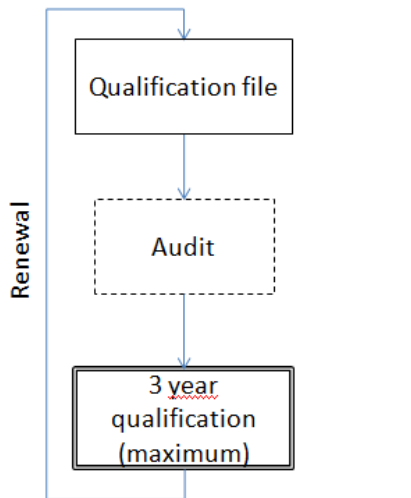 Qualification file
Audit
Renewal
3 year
qualification
(maximum)